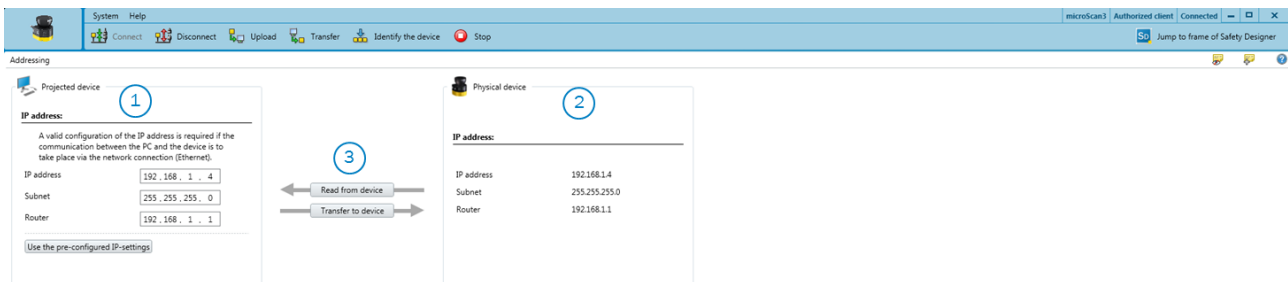 System Help
microScan3 Authorized client Connected
Connect Disconnect Upload Transfer Identify the device Stop
So Jump to frame of Safety Designer
Addressing
Projected device
1
IP address:
A valid configuration of the IP address is required if the
communication between the PC and the device is to
take place via the network connection (Ethernet).
IP address 192 . 168 . 1 . 4
Subnet 255 . 255 . 255 . 0
Router 192 . 168 . 1 . 1
Use the pre-configured IP-settings
3
Read from device
Transfer to device
Physical device
2
IP address:
IP address 192.168.1.4
Subnet 255.255.255.0
Router 192.168.1.1